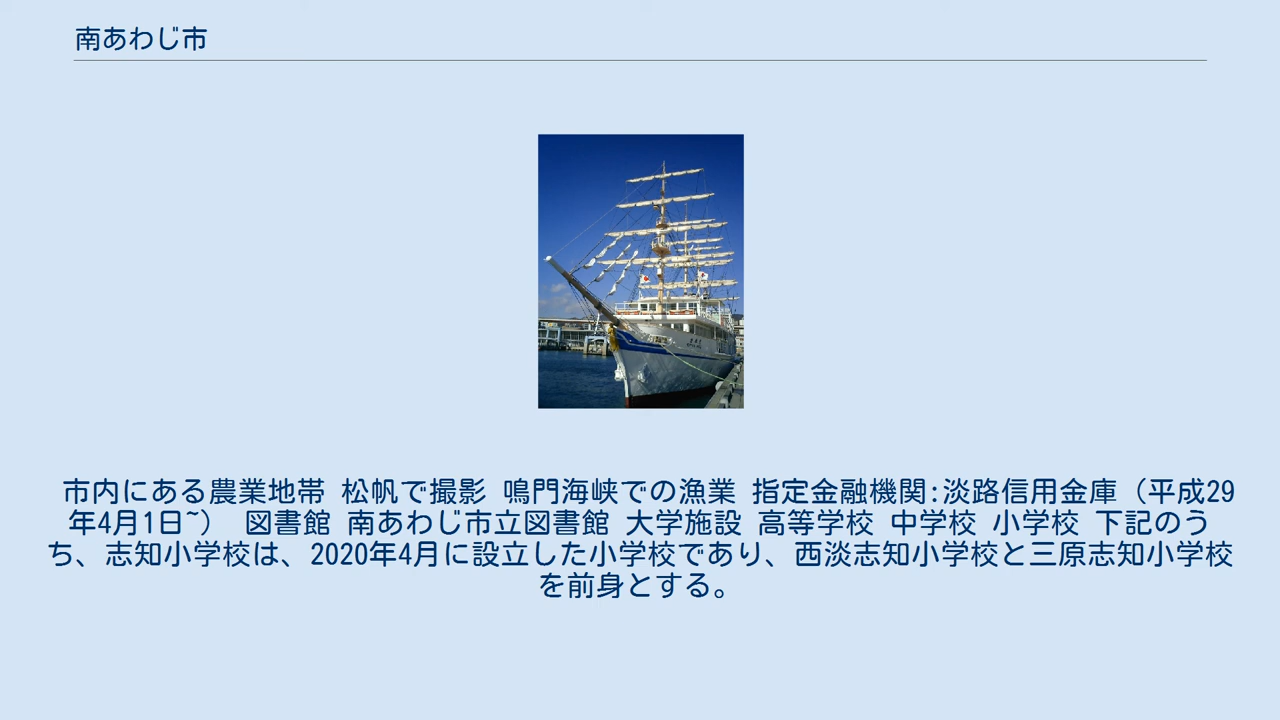 南あわじ市
市内にある農業地帯 松帆で撮影 鳴門海峡での漁業 指定金融機関:淡路信用金庫（平成29
年4月1日~） 図書館 南あわじ市立図書館 大学施設 高等学校 中学校 小学校 下記のう
ち、志知小学校は、2020年4月に設立した小学校であり、西淡志知小学校と三原志知小学校
を前身とする。